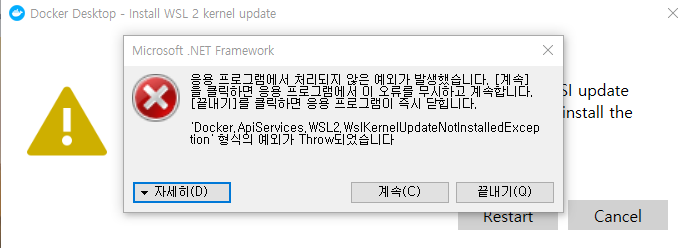 Docker Desktop - Install WSL 2 kernel update
Microsoft .NET Framework
응용 프로그램에서 처리되지 않은 예외가 발생했습니다. [계속]
을 클릭하면 응용 프로그램에서 이 오류를 무시하고 계속합니다.
[끝내기]를 클릭하면 응용 프로그램이 즉시 닫힙니다.
'Docker.ApiServices.WSL2.WslKernelUpdateNotInstalledExcep
tion' 형식의 예외가 Throw되었습니다
SI update
install the
자세히(D)
계속(C)
끝내기(Q)
Restart
Cancel